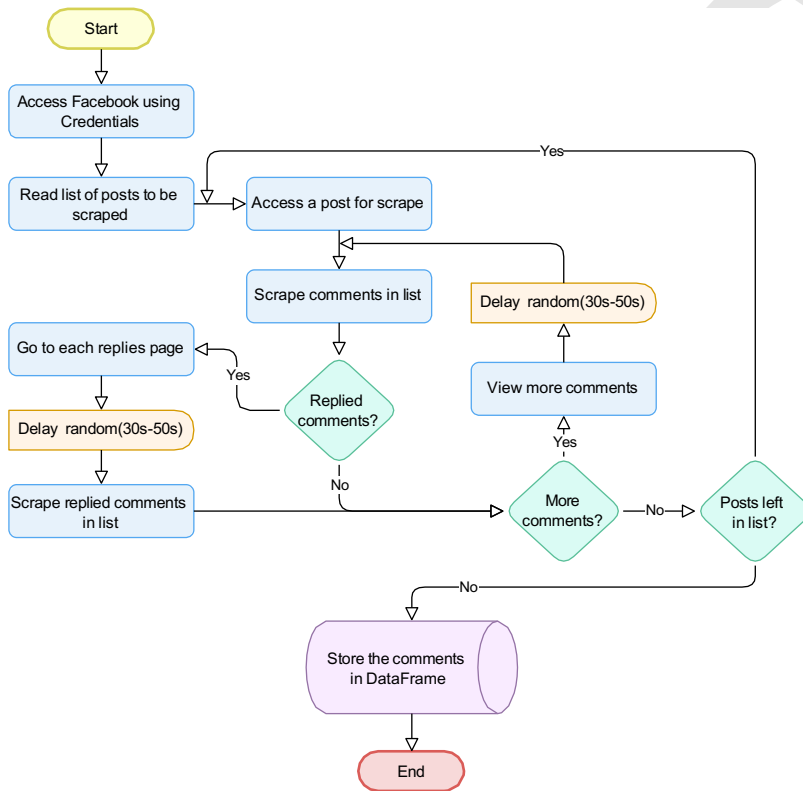 Start
Access Facebook using
Credentials
Yes
Read list of posts to be
scraped
Access a post for scrape
Scrape comments in list
Delay random(30s-50s)
Go to each replies page
Yes
Replied
comments?
View more comments
Delay random(30s-50s)
Yes
No
Scrape replied comments
in list
More
comments?
No
Posts left
in list?
No
Store the comments
in DataFrame
End